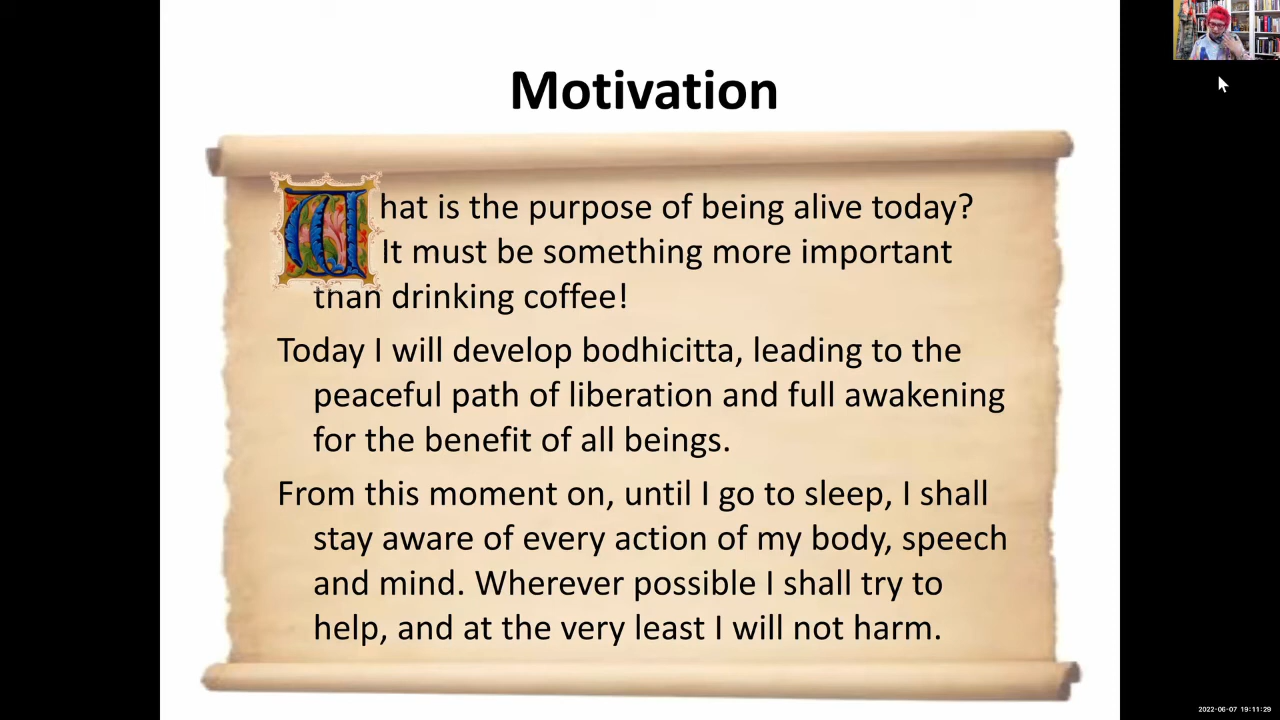 Motivation
What is the purpose of being alive today?
It must be something more important
than drinking coffee!
Today I will develop bodhicitta, leading to the
peaceful path of liberation and full awakening
for the benefit of all beings.
From this moment on, until I go to sleep, I shall
stay aware of every action of my body, speech
and mind. Wherever possible I shall try to
help, and at the very least I will not harm.
2022-06-07 19:11:29